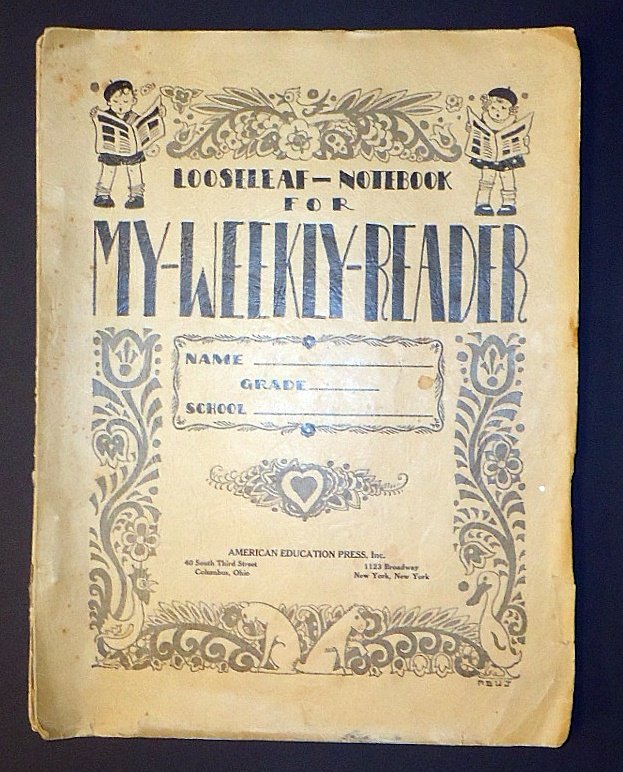 LOOSELEAF — NOTEBOOK
FOR
MY-WEEKLY-READER
NAME
GRADE
SCHOOL
AMERICAN EDUCATION PRESS, Inc.
40 South Third Street
Columbus, Ohio
1123 Broadway
New York, New York